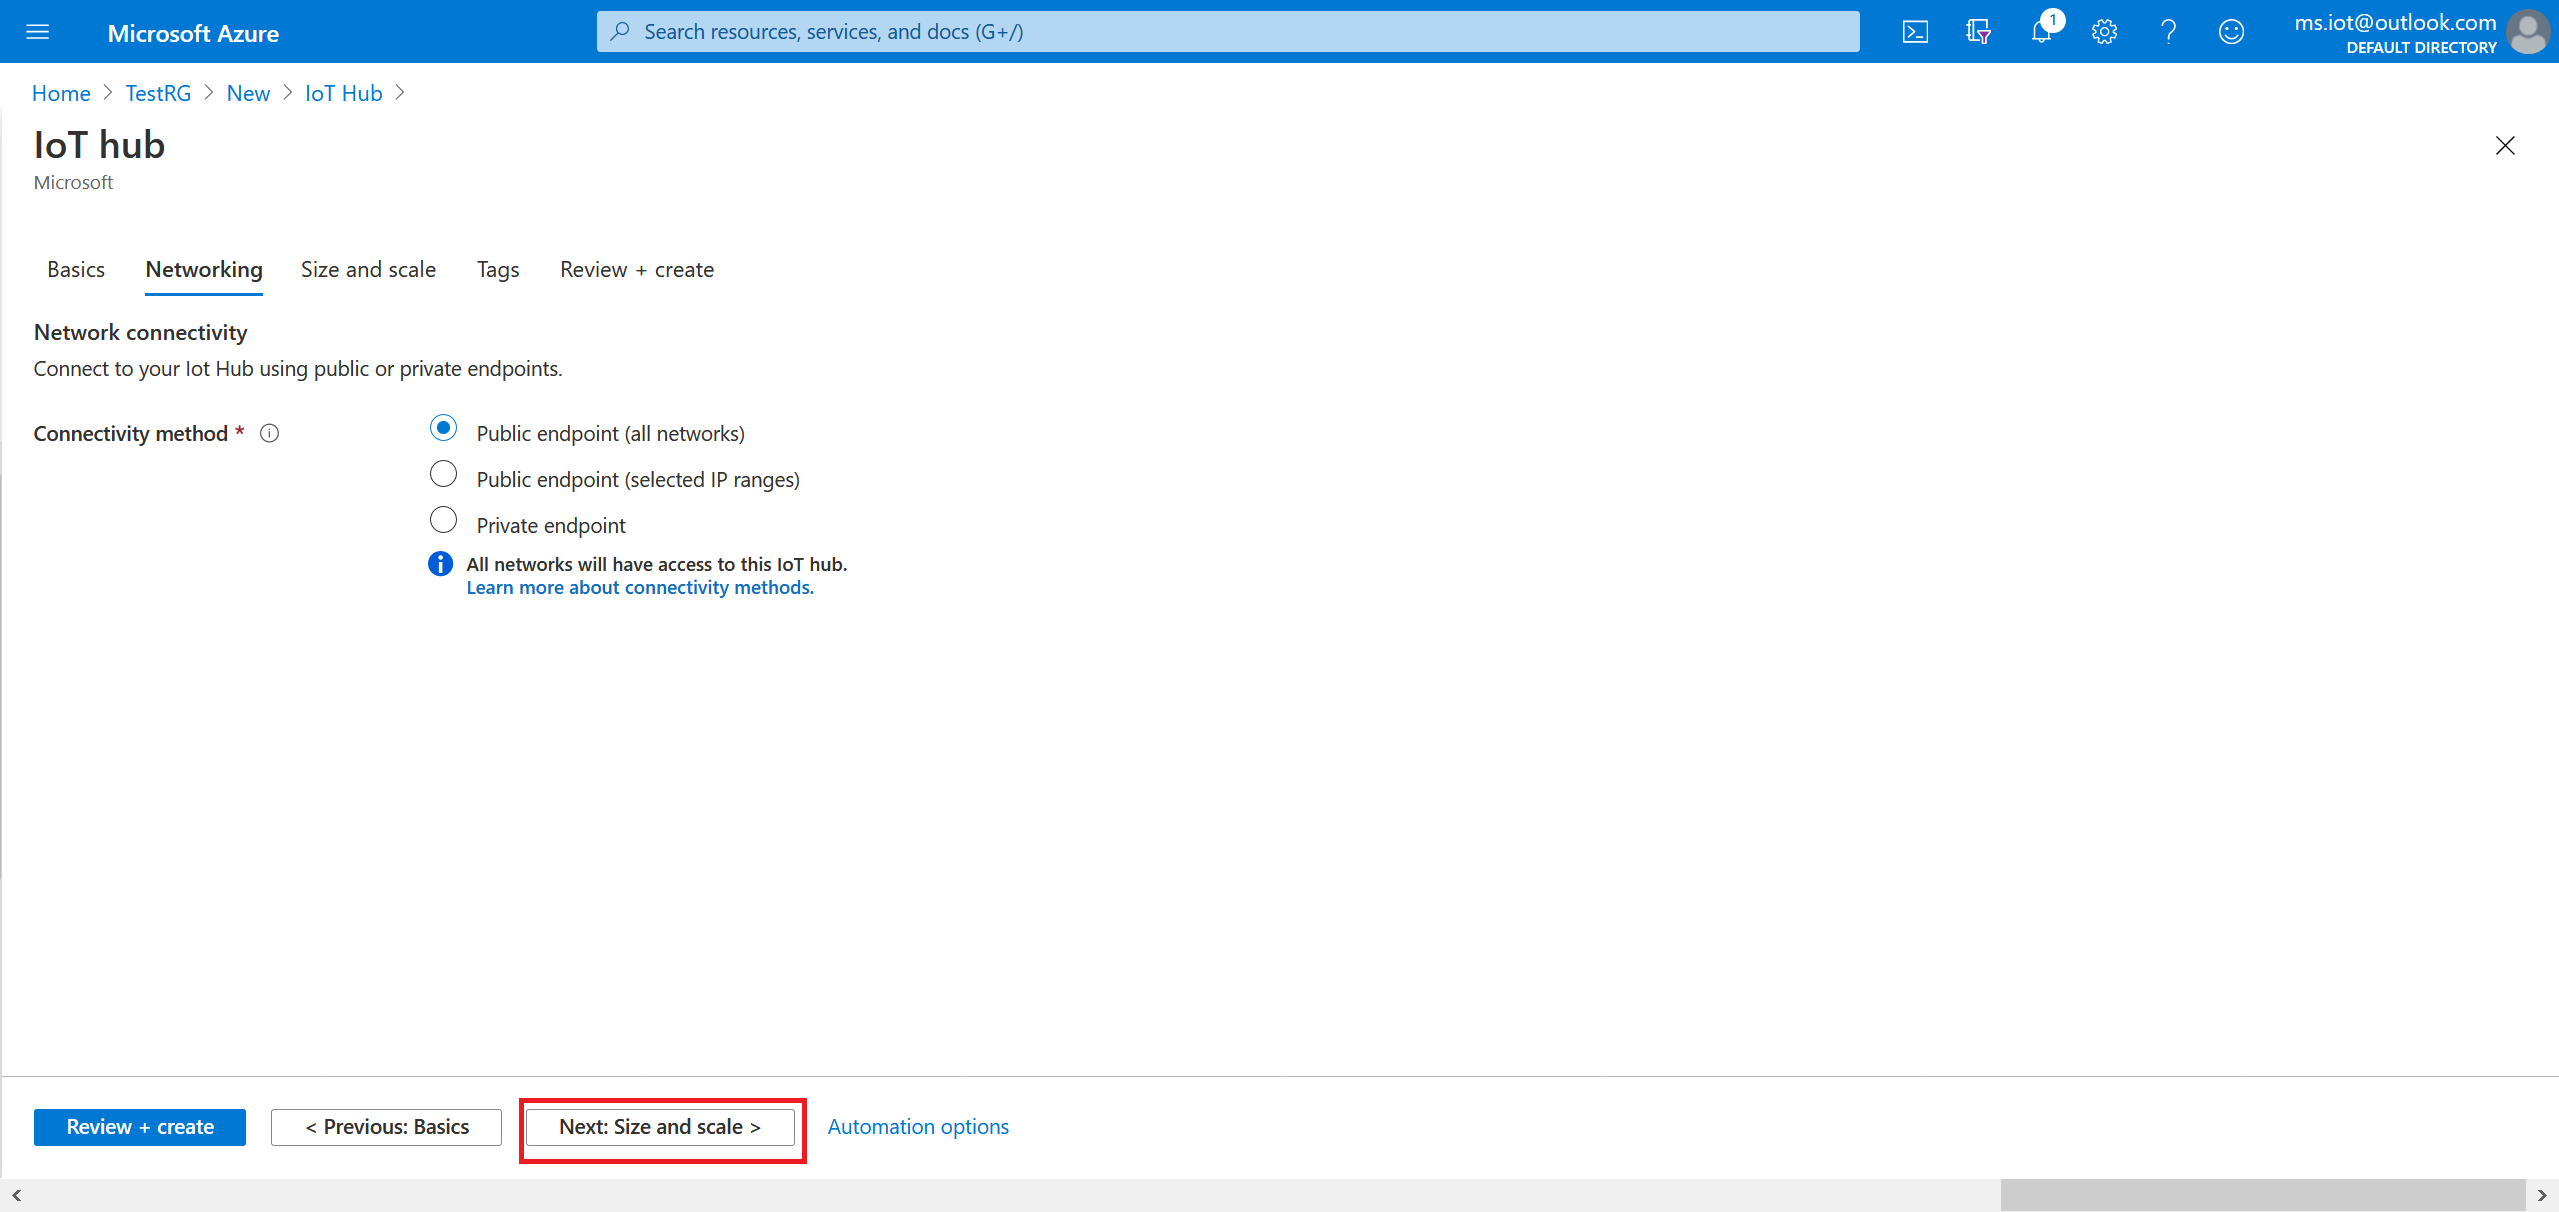 Microsoft Azure
Search resources, services, and docs (G+/)
1
ms.iot@outlook.com
DEFAULT DIRECTORY
Home > TestRG > New > IoT Hub >
IoT hub
Microsoft
Basics Networking Size and scale Tags Review + create
Network connectivity
Connect to your Iot Hub using public or private endpoints.
Connectivity method *
Public endpoint (all networks)
Public endpoint (selected IP ranges)
Private endpoint
All networks will have access to this IoT hub.
Learn more about connectivity methods.
Review + create < Previous: Basics Next: Size and scale > Automation options